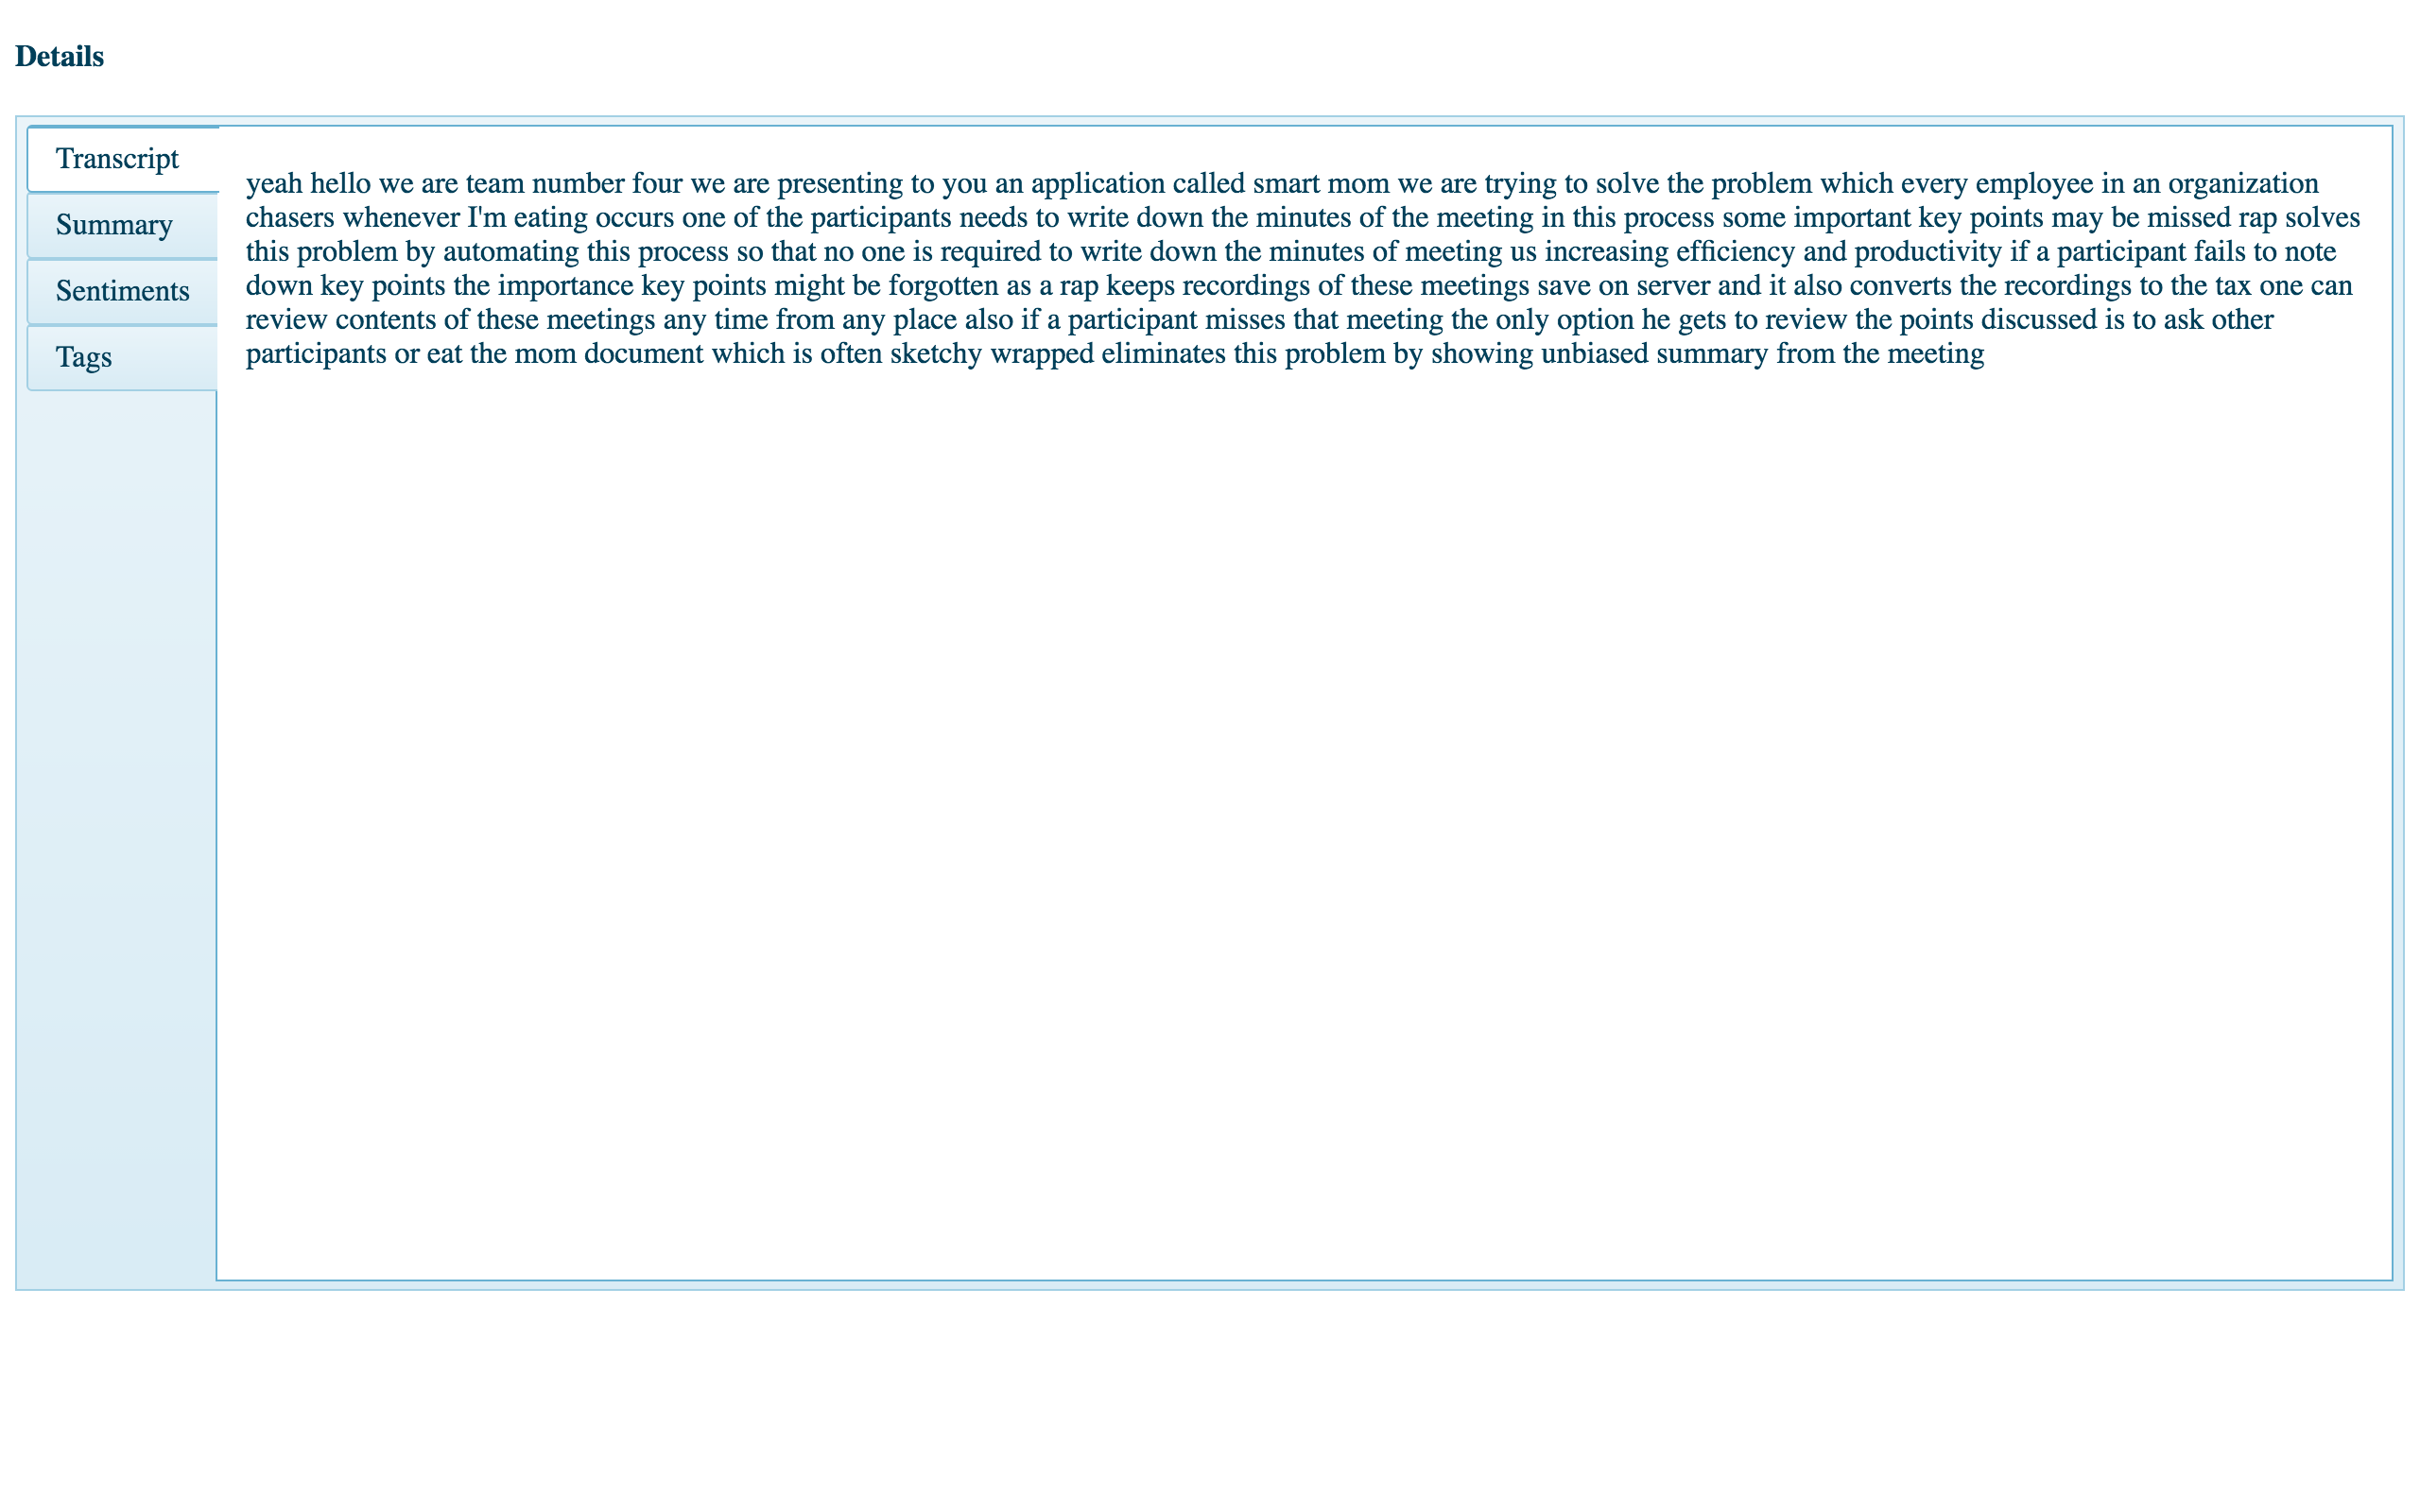 Details
Transcript
Summary
Sentiments
Tags
yeah hello we are team number four we are presenting to you an application called smart mom we are trying to solve the problem which every employee in an organization
chasers whenever I'm eating occurs one of the participants needs to write down the minutes of the meeting in this process some important key points may be missed rap solves
this problem by automating this process so that no one is required to write down the minutes of meeting us increasing efficiency and productivity if a participant fails to note
down key points the importance key points might be forgotten as a rap keeps recordings of these meetings save on server and it also converts the recordings to the tax one can
review contents of these meetings any time from any place also if a participant misses that meeting the only option he gets to review the points discussed is to ask other
participants or eat the mom document which is often sketchy wrapped eliminates this problem by showing unbiased summary from the meeting